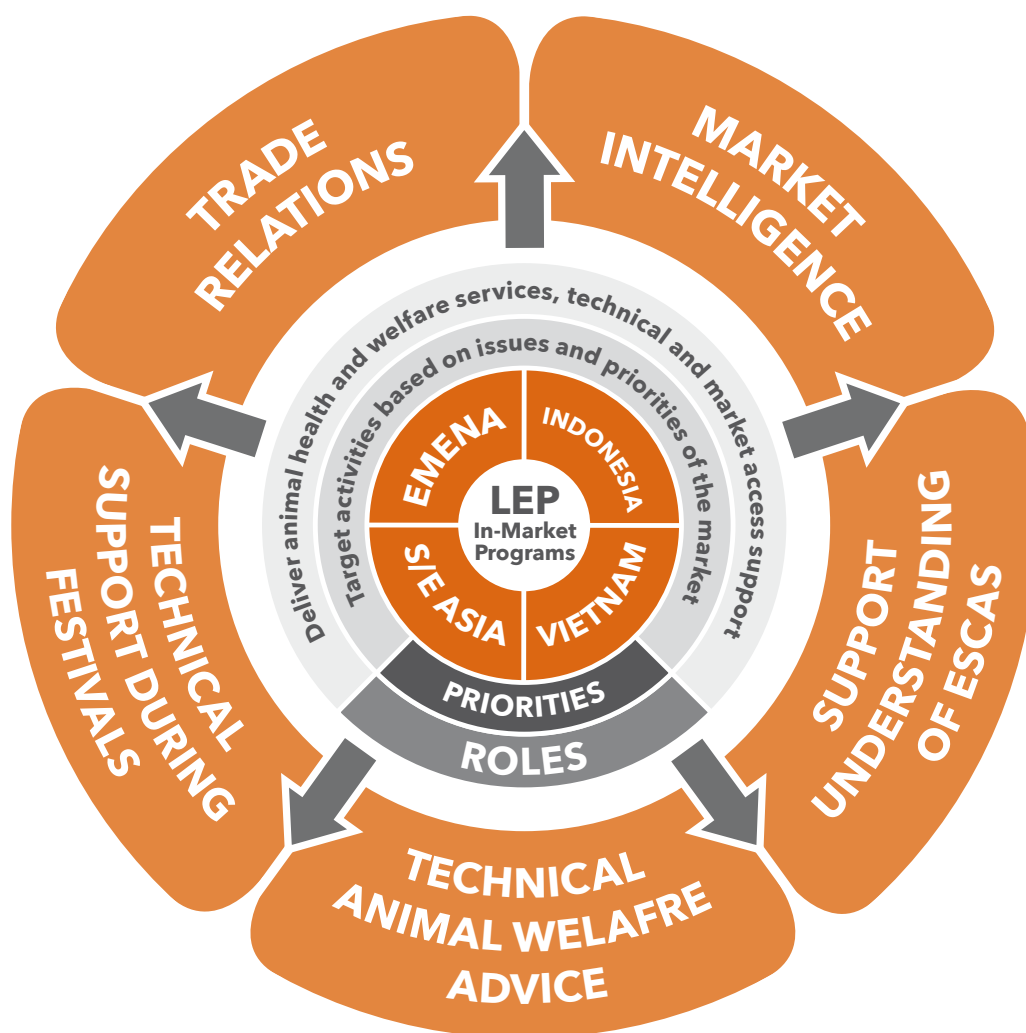 TRADE
RELATIONS
MARKET
INTELLIGENCE
SUPPORT
UNDERSTANDING
OF ESCAS
TECHNICAL
ANIMAL WELAFRE
ADVICE
TECHNICAL
SUPPORT DURING
FESTIVALS
Deliver animal health and welfare services, technical and market access support
Target activities based on issues and priorities of the market
EMENA
INDONESIA
S/E ASIA
VIETNAM
LEP
In-Market
Programs
PRIORITIES
ROLES